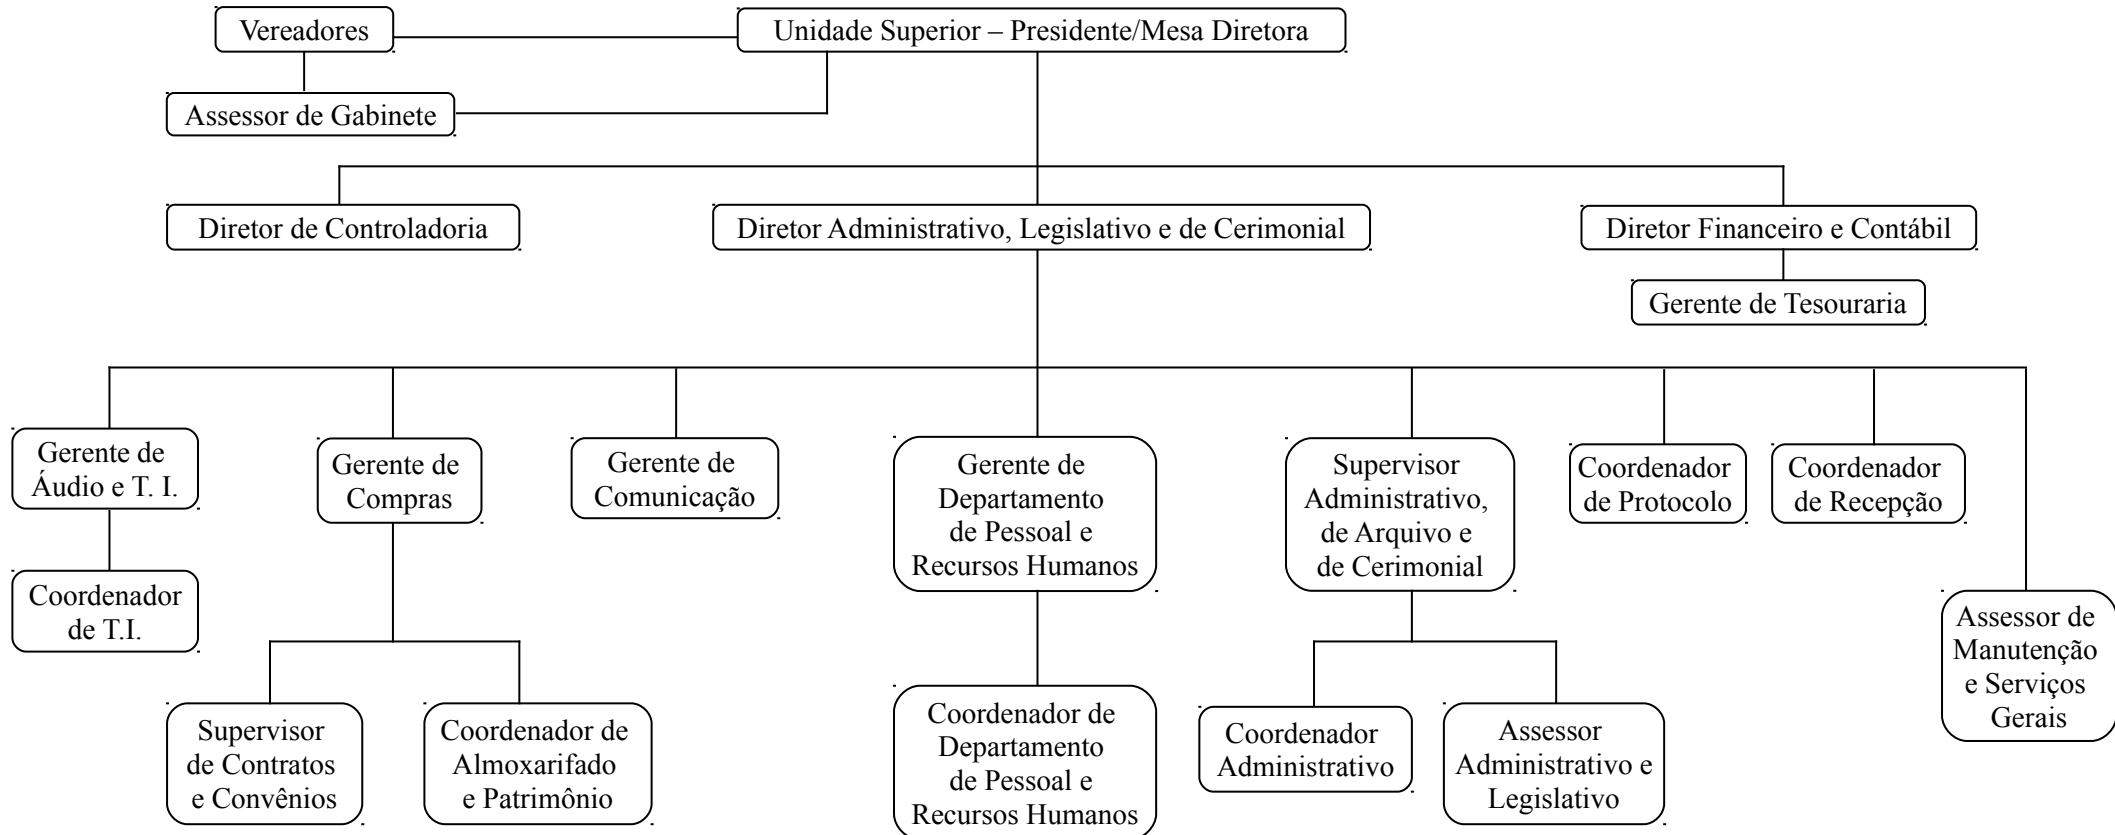 Vereadores
Unidade Superior – Presidente/Mesa Diretora
Assessor de Gabinete
Diretor de Controladoria
Diretor Administrativo, Legislativo e de Cerimonial
Diretor Financeiro e Contábil
Gerente de Tesouraria
Gerente de
Áudio e T. I.
Gerente de
Compras
Gerente de
Comunicação
Gerente de
Departamento
de Pessoal e
Recursos Humanos
Supervisor
Administrativo,
de Arquivo e
de Cerimonial
Coordenador
de Protocolo
Coordenador
de Recepção
Coordenador
de T.I.
Assessor de
Manutenção
e Serviços
Gerais
Supervisor
de Contratos
e Convênios
Coordenador de
Almoxarifado
e Patrimônio
Coordenador de
Departamento
de Pessoal e
Recursos Humanos
Coordenador
Administrativo
Assessor
Administrativo e
Legislativo